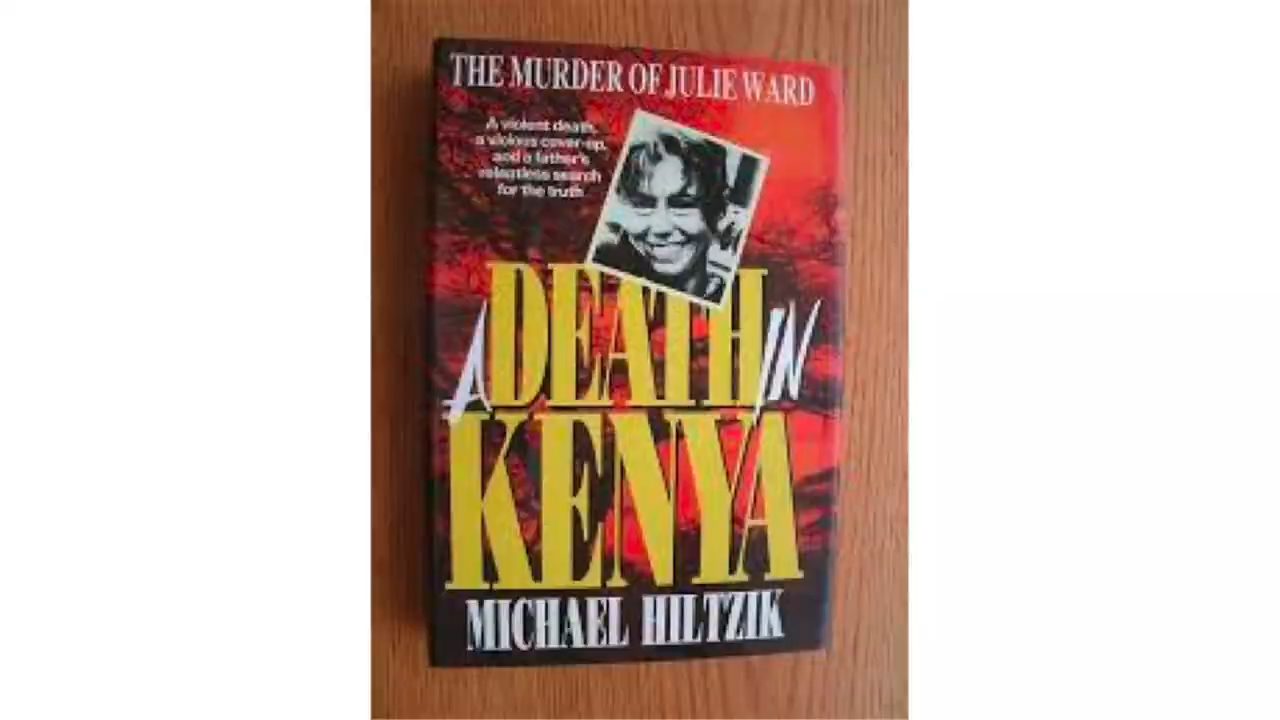 THE MURDER OF JULIE WARD
A violent death,
a vicious cover-up,
and a father's
relentless search
for the truth
A DEATH IN
KENYA
MICHAEL HILTZIK